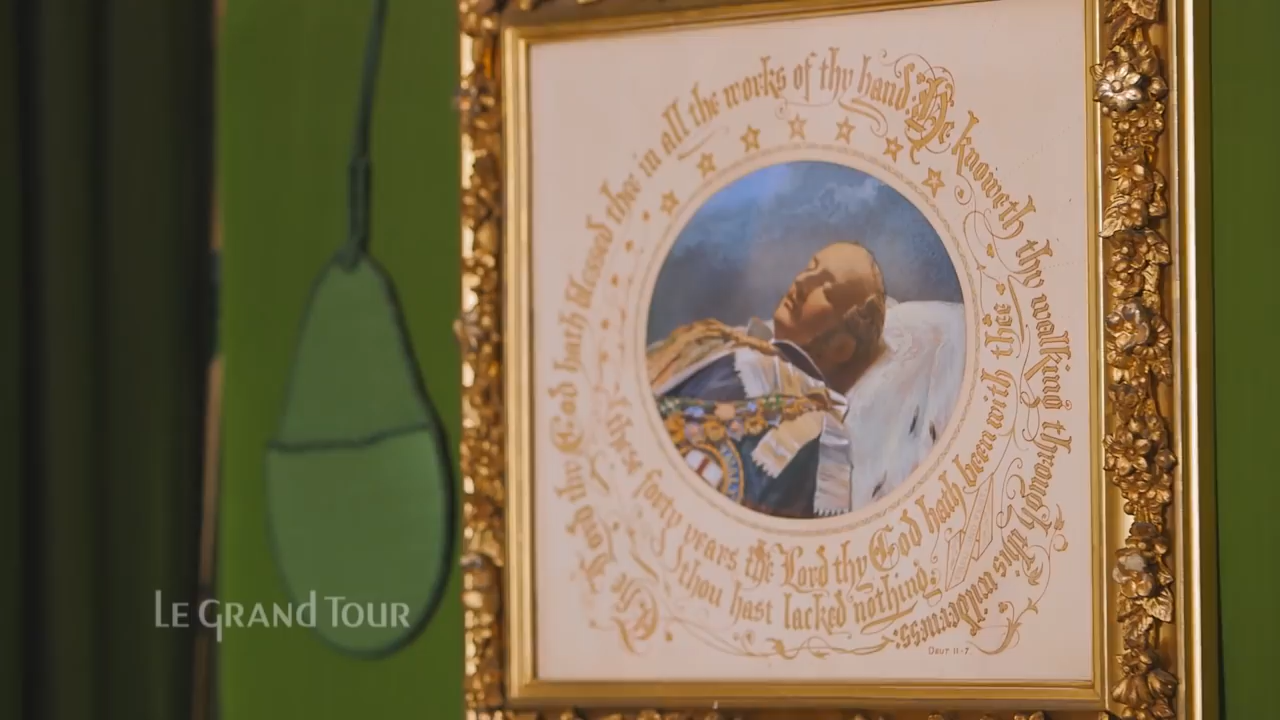 The Lord thy God hath blessed thee in all the works of thy hand: He knoweth thy walking through this wilderness:
these forty years the Lord thy God hath been with thee
thou hast lacked nothing:
Deut 11-7
LE GRAND TOUR